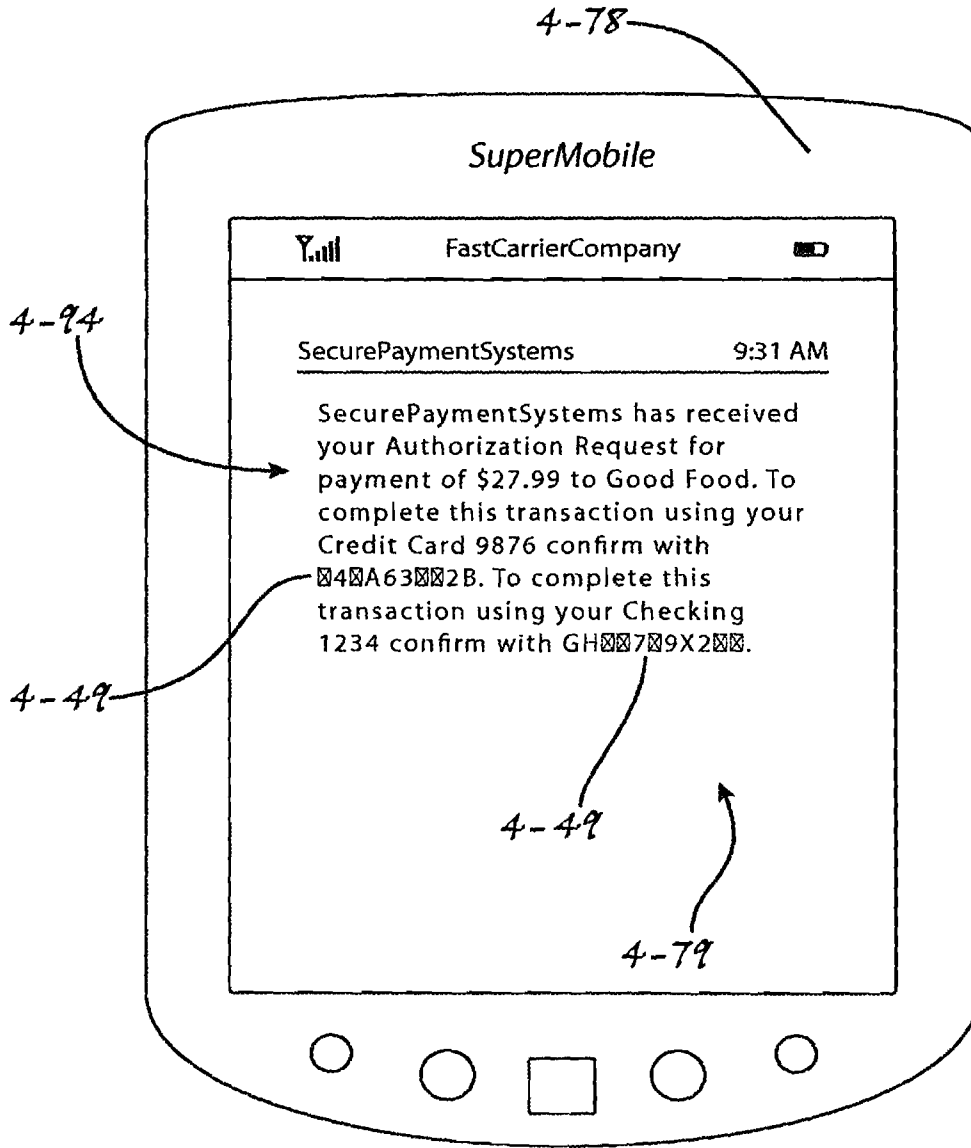 4-78
SuperMobile
FastCarrierCompany
4-94
SecurePaymentSystems 9:31 AM
SecurePaymentSystems has received
your Authorization Request for
payment of $27.99 to Good Food. To
complete this transaction using your
Credit Card 9876 confirm with
☒4☒A63☒☒2B. To complete this
transaction using your Checking
1234 confirm with GH☒☒7☒9X2☒☒.
4-49
4-49
4-79